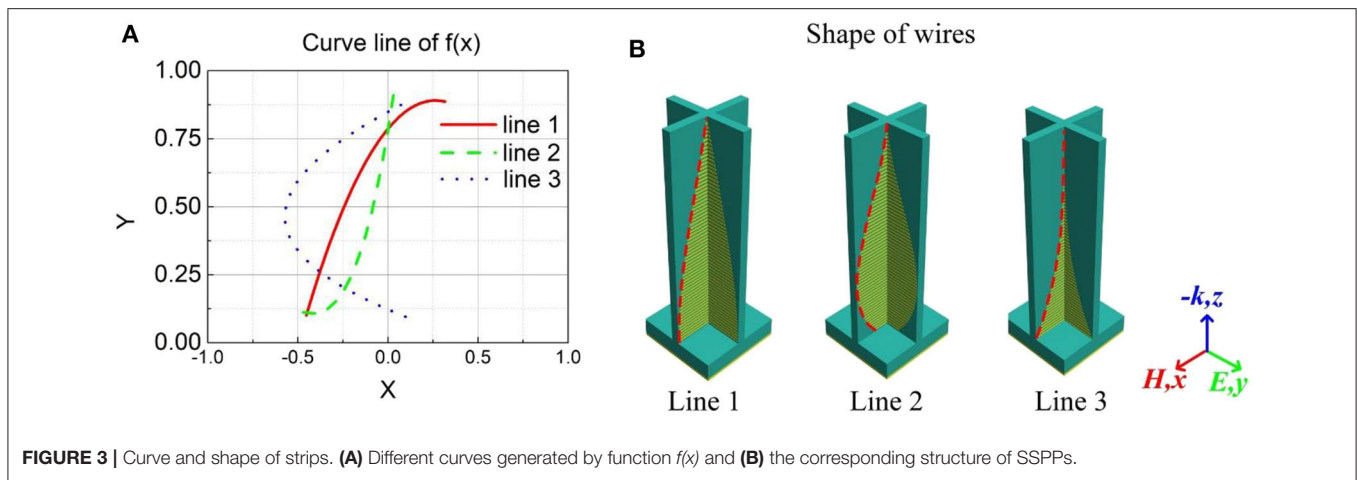 A
Curve line of f(x)
1.00
0.75
0.50
0.25
0.00
Y
-1.0 -0.5 0.0 0.5 1.0
X
line 1
line 2
line 3
B
Shape of wires
Line 1 Line 2 Line 3
-k,z
H,x E,y
FIGURE 3 | Curve and shape of strips. (A) Different curves generated by function f(x) and (B) the corresponding structure of SSPPs.